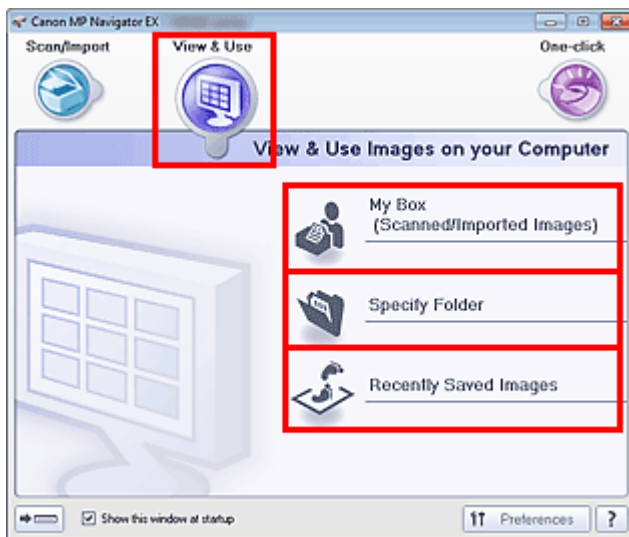 Canon MP Navigator EX
Scan/Import
View & Use
One-click
View & Use Images on your Computer
My Box
(Scanned/Imported Images)
Specify Folder
Recently Saved Images
Show this window at startup
Preferences
?